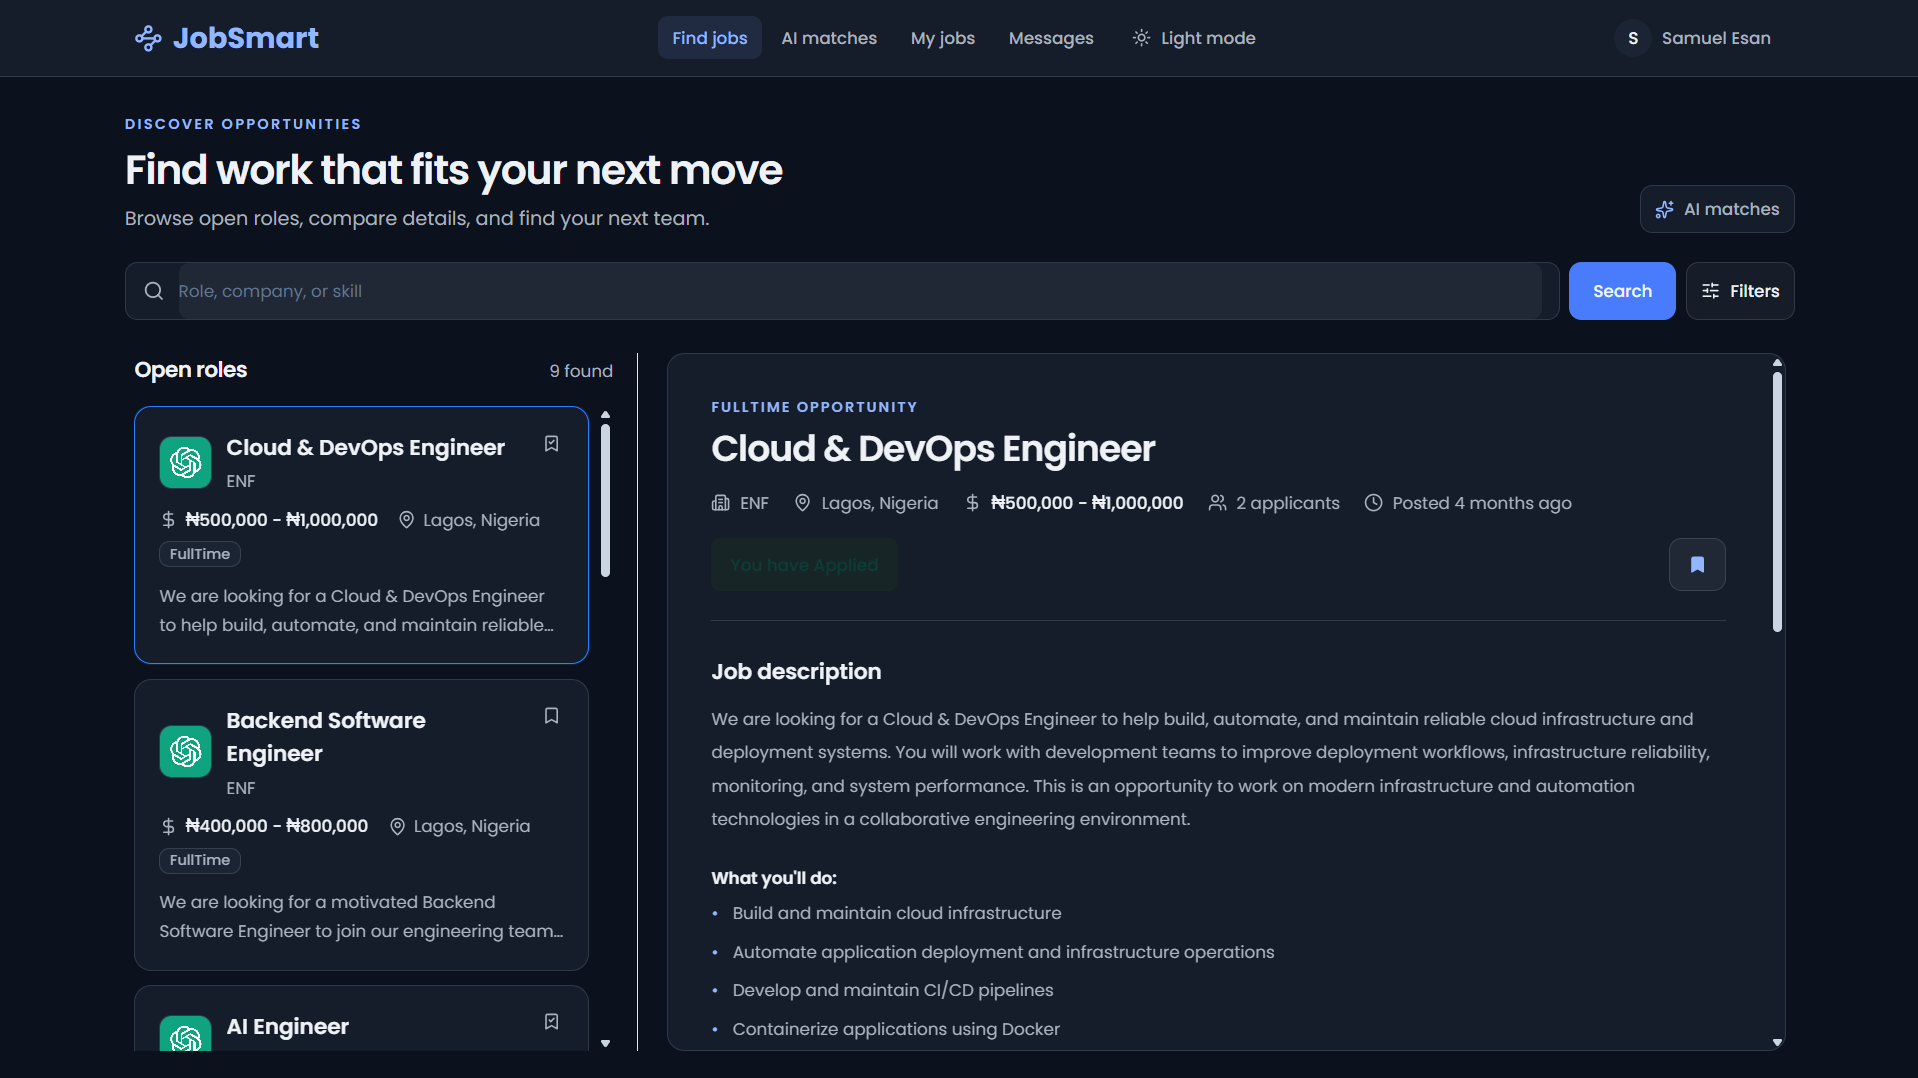 JobSmart
Find jobs
AI matches
My jobs
Messages
Light mode
S
Samuel Esan
DISCOVER OPPORTUNITIES
Find work that fits your next move
Browse open roles, compare details, and find your next team.
AI matches
Role, company, or skill
Search
Filters
Open roles
9 found
Cloud & DevOps Engineer
ENF
₦500,000 - ₦1,000,000
Lagos, Nigeria
FullTime
We are looking for a Cloud & DevOps Engineer
to help build, automate, and maintain reliable...
Backend Software
Engineer
ENF
₦400,000 - ₦800,000
Lagos, Nigeria
FullTime
We are looking for a motivated Backend
Software Engineer to join our engineering team...
AI Engineer
FULLTIME OPPORTUNITY
Cloud & DevOps Engineer
ENF
Lagos, Nigeria
₦500,000 - ₦1,000,000
2 applicants
Posted 4 months ago
You have Applied
Job description
We are looking for a Cloud & DevOps Engineer to help build, automate, and maintain reliable cloud infrastructure and
deployment systems. You will work with development teams to improve deployment workflows, infrastructure reliability,
monitoring, and system performance. This is an opportunity to work on modern infrastructure and automation
technologies in a collaborative engineering environment.
What you'll do:
• Build and maintain cloud infrastructure
• Automate application deployment and infrastructure operations
• Develop and maintain CI/CD pipelines
• Containerize applications using Docker